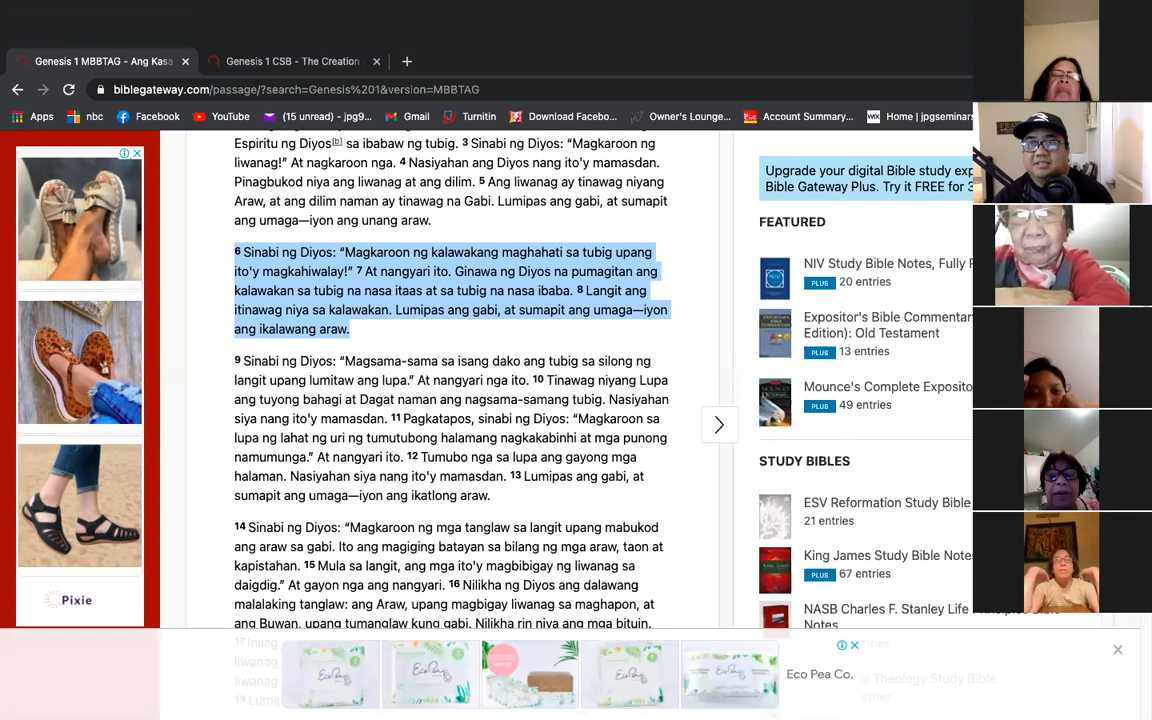 Genesis 1 MBBTAG - Ang Kasa
Genesis 1 CSB - The Creation
biblegateway.com/passage/?search=Genesis%201&version=MBBTAG
Apps
nbc
Facebook
YouTube
(15 unread) - jpg9...
Gmail
Turnitin
Download Facebo...
Owner's Lounge...
Account Summary...
Home | jpgseminars
Espiritu ng Diyos[b] sa ibabaw ng tubig. 3 Sinabi ng Diyos: “Magkaroon ng
liwanag!” At nagkaroon nga. 4 Nasiyahan ang Diyos nang ito'y mamasdan.
Pinagbukod niya ang liwanag at ang dilim. 5 Ang liwanag ay tinawag niyang
Araw, at ang dilim naman ay tinawag na Gabi. Lumipas ang gabi, at sumapit
ang umaga—iyon ang unang araw.
6 Sinabi ng Diyos: “Magkaroon ng kalawakang maghahati sa tubig upang
ito'y magkahiwalay!” 7 At nangyari ito. Ginawa ng Diyos na pumagitan ang
kalawakan sa tubig na nasa itaas at sa tubig na nasa ibaba. 8 Langit ang
itinawag niya sa kalawakan. Lumipas ang gabi, at sumapit ang umaga—iyon
ang ikalawang araw.
9 Sinabi ng Diyos: “Magsama-sama sa isang dako ang tubig sa silong ng
langit upang lumitaw ang lupa.” At nangyari nga ito. 10 Tinawag niyang Lupa
ang tuyong bahagi at Dagat naman ang nagsama-samang tubig. Nasiyahan
siya nang ito'y mamasdan. 11 Pagkatapos, sinabi ng Diyos: “Magkaroon sa
lupa ng lahat ng uri ng tumutubong halamang nagkakabinhi at mga punong
namumunga.” At nangyari ito. 12 Tumubo nga sa lupa ang gayong mga
halaman. Nasiyahan siya nang ito'y mamasdan. 13 Lumipas ang gabi, at
sumapit ang umaga—iyon ang ikatlong araw.
14 Sinabi ng Diyos: “Magkaroon ng mga tanglaw sa langit upang mabukod
ang araw sa gabi. Ito ang magiging batayan sa bilang ng mga araw, taon at
kapistahan. 15 Mula sa langit, ang mga ito'y magbibigay ng liwanag sa
daigdig.” At gayon nga ang nangyari. 16 Nilikha ng Diyos ang dalawang
malalaking tanglaw: ang Araw, upang magbigay liwanag sa maghapon, at
ang Buwan, upang tumanglaw kung gabi. Nilikha rin niya ang mga bituin.
liwanag
Pixie
Upgrade your digital Bible study exp
Bible Gateway Plus. Try it FREE for 3
FEATURED
NIV Study Bible Notes, Fully R
PLUS 20 entries
Expositor's Bible Commentar
Edition): Old Testament
PLUS 13 entries
Mounce's Complete Exposito
PLUS 49 entries
STUDY BIBLES
ESV Reformation Study Bible
21 entries
King James Study Bible Note
PLUS 67 entries
NASB Charles F. Stanley Life
Notes
ries
al Theology Study Bible
entries
Eco Pea Co.